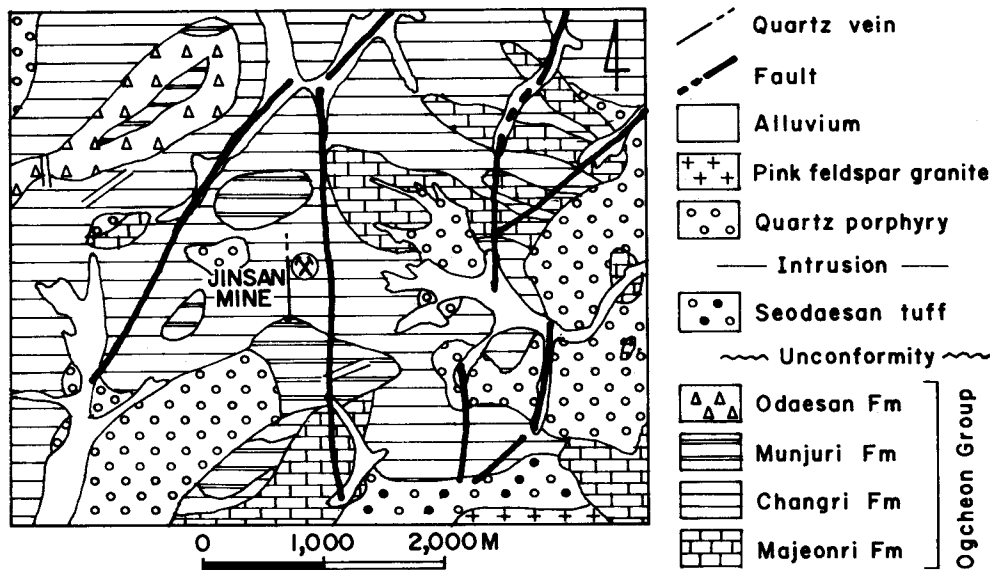 JINSAN
MINE
0 1,000 2,000M
Quartz vein
Fault
Alluvium
Pink feldspar granite
Quartz porphyry
Intrusion
Seodaesan tuff
Unconformity
Odaesan Fm
Munjuri Fm
Changri Fm
Majeonri Fm
Ogcheon Group